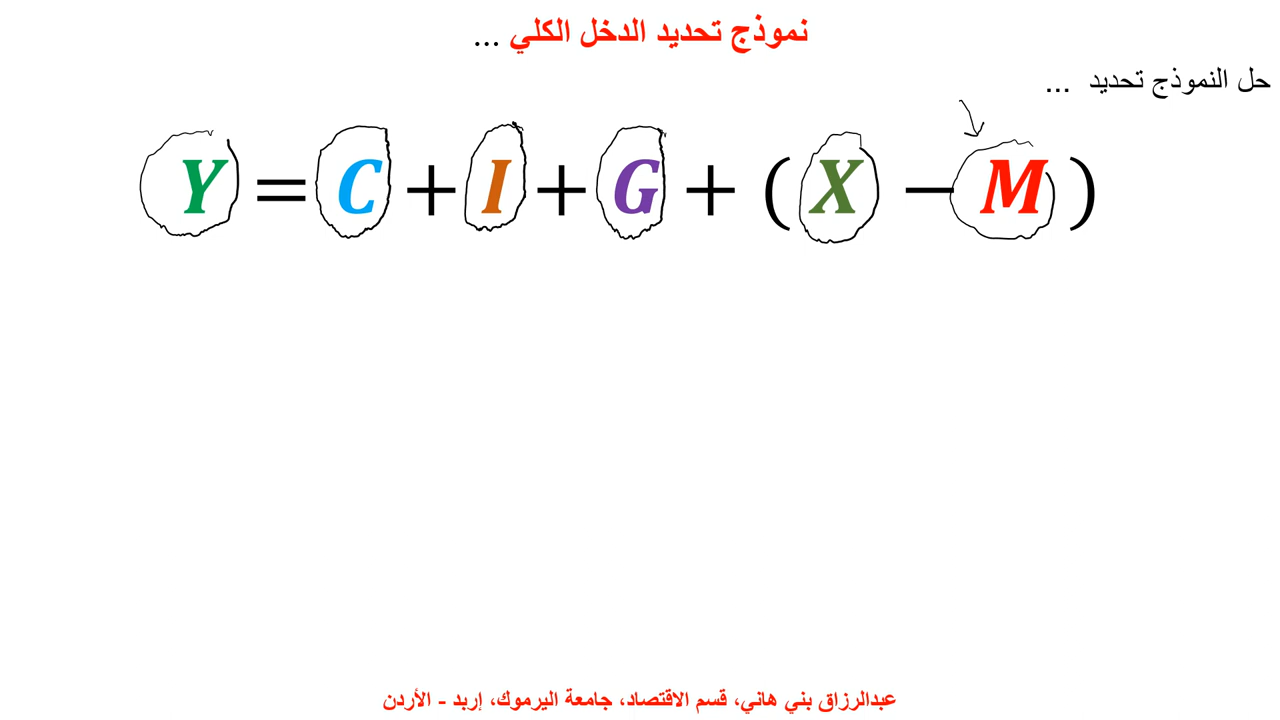 نموذج تحديد الدخل الكلي ...
حل النموذج تحديد ...
Y = C + I + G + ( X − M )
عبدالرزاق بني هاني، قسم الاقتصاد، جامعة اليرموك، إربد - الأردن